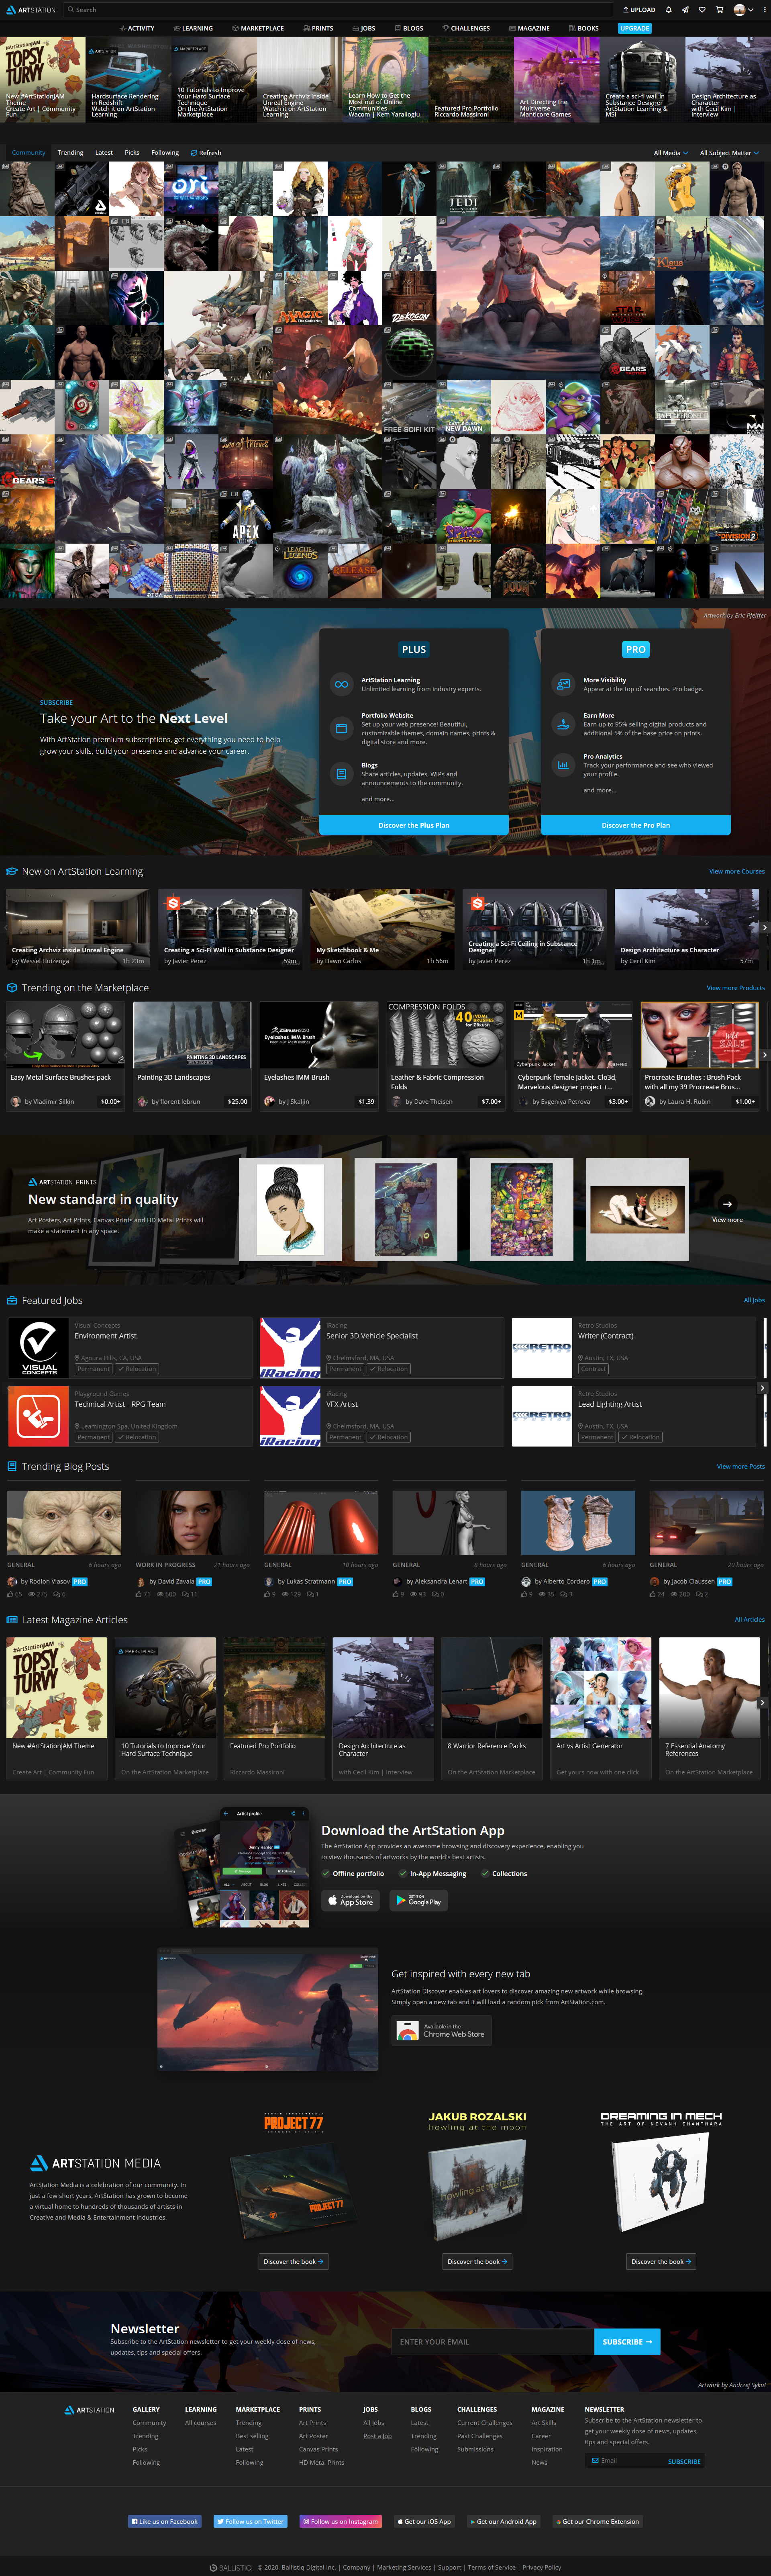 ARTSTATION
Search
UPLOAD
ACTIVITY
LEARNING
MARKETPLACE
PRINTS
JOBS
BLOGS
CHALLENGES
MAGAZINE
BOOKS
UPGRADE
New #ArtStationJAM Theme
Create Art | Community Fun
Hardsurface Rendering in Redshift
Watch it on ArtStation Learning
10 Tutorials to Improve Your Hard Surface Technique
On the ArtStation Marketplace
Creating Archviz inside Unreal Engine
Watch it on ArtStation Learning
Learn How to Get the Most out of Online Communities
Wacom | Kem Yaralioglu
Featured Pro Portfolio
Riccardo Massironi
Art Directing the Multiverse
Manticore Games
Create a sci-fi wall in Substance Designer
ArtStation Learning & MSI
Design Architecture as Character
with Cecil Kim | Interview
Community
Trending
Latest
Picks
Following
Refresh
All Media
All Subject Matter
Artwork by Eric Pfeiffer
SUBSCRIBE
Take your Art to the Next Level
With ArtStation premium subscriptions, get everything you need to help
grow your skills, build your presence and advance your career.
PLUS
ArtStation Learning
Unlimited learning from industry experts.
Portfolio Website
Set up your web presence! Beautiful,
customizable themes, domain names, prints &
digital store and more.
Blogs
Share articles, updates, WIPs and
announcements to the community.
and more...
Discover the Plus Plan
PRO
More Visibility
Appear at the top of searches. Pro badge.
Earn More
Earn up to 95% selling digital products and
additional 5% of the base price on prints.
Pro Analytics
Track your performance and see who viewed
your profile.
and more...
Discover the Pro Plan
New on ArtStation Learning
View more Courses
Creating Archviz inside Unreal Engine
by Wessel Huizenga
1h 23m
Creating a Sci-Fi Wall in Substance Designer
by Javier Perez
59m
My Sketchbook & Me
by Dawn Carlos
1h 56m
Creating a Sci-Fi Ceiling in Substance Designer
by Javier Perez
1h 1m
Design Architecture as Character
by Cecil Kim
57m
Trending on the Marketplace
View more Products
Easy Metal Surface Brushes pack
by Vladimir Silkin
$0.00+
Painting 3D Landscapes
by florent lebrun
$25.00
Eyelashes IMM Brush
by J Skaljin
$1.39
Leather & Fabric Compression Folds
by Dave Theisen
$7.00+
Cyberpunk female jacket. Clo3d, Marvelous designer project +...
by Evgeniya Petrova
$3.00+
Procreate Brushes : Brush Pack with all my 39 Procreate Brus...
by Laura H. Rubin
$1.00+
ARTSTATION PRINTS
New standard in quality
Art Posters, Art Prints, Canvas Prints and HD Metal Prints will
make a statement in any space.
View more
Featured Jobs
All Jobs
Visual Concepts
Environment Artist
Agoura Hills, CA, USA
Permanent
Relocation
iRacing
Senior 3D Vehicle Specialist
Chelmsford, MA, USA
Permanent
Relocation
Retro Studios
Writer (Contract)
Austin, TX, USA
Contract
Playground Games
Technical Artist - RPG Team
Leamington Spa, United Kingdom
Permanent
Relocation
iRacing
VFX Artist
Chelmsford, MA, USA
Permanent
Relocation
Retro Studios
Lead Lighting Artist
Austin, TX, USA
Permanent
Relocation
Trending Blog Posts
View more Posts
GENERAL 6 hours ago
by Rodion Vlasov PRO
65 275 6
WORK IN PROGRESS 21 hours ago
by David Zavala PRO
71 600 11
GENERAL 10 hours ago
by Lukas Stratmann PRO
9 129 1
GENERAL 8 hours ago
by Aleksandra Lenart PRO
9 93 0
GENERAL 6 hours ago
by Alberto Cordero PRO
9 35 3
GENERAL 20 hours ago
by Jacob Claussen PRO
24 200 2
Latest Magazine Articles
All Articles
New #ArtStationJAM Theme
Create Art | Community Fun
10 Tutorials to Improve Your Hard Surface Technique
On the ArtStation Marketplace
Featured Pro Portfolio
Riccardo Massironi
Design Architecture as Character
with Cecil Kim | Interview
8 Warrior Reference Packs
On the ArtStation Marketplace
Art vs Artist Generator
Get yours now with one click
7 Essential Anatomy References
On the ArtStation Marketplace
Download the ArtStation App
The ArtStation App provides an awesome browsing and discovery experience, enabling you
to view thousands of artworks by the world's best artists.
Offline portfolio
In-App Messaging
Collections
Download on the App Store
GET IT ON Google Play
Get inspired with every new tab
ArtStation Discover enables art lovers to discover amazing new artwork while browsing.
Simply open a new tab and it will load a random pick from ArtStation.com.
Available in the
Chrome Web Store
ARTSTATION MEDIA
ArtStation Media is a celebration of our community. In
just a few short years, ArtStation has grown to become
a virtual home to hundreds of thousands of artists in
Creative and Media & Entertainment industries.
PROJECT 77
Discover the book
JAKUB ROZALSKI
howling at the moon
Discover the book
DREAMING IN MECH
THE ART OF NIVANH CHANTHARA
Discover the book
Newsletter
Subscribe to the ArtStation newsletter to get your weekly dose of news,
updates, tips and special offers.
ENTER YOUR EMAIL
SUBSCRIBE
Artwork by Andrzej Sykut
ARTSTATION
GALLERY
Community
Trending
Picks
Following
LEARNING
All courses
MARKETPLACE
Trending
Best selling
Latest
Following
PRINTS
Art Prints
Art Poster
Canvas Prints
HD Metal Prints
JOBS
All Jobs
Post a Job
BLOGS
Latest
Trending
Following
CHALLENGES
Current Challenges
Past Challenges
Submissions
MAGAZINE
Art Skills
Career
Inspiration
News
NEWSLETTER
Subscribe to the ArtStation newsletter to
get your weekly dose of news, updates,
tips and special offers.
Email
SUBSCRIBE
Like us on Facebook
Follow us on Twitter
Follow us on Instagram
Get our iOS App
Get our Android App
Get our Chrome Extension
BALLISTIQ © 2020, Ballistiq Digital Inc. | Company | Marketing Services | Support | Terms of Service | Privacy Policy